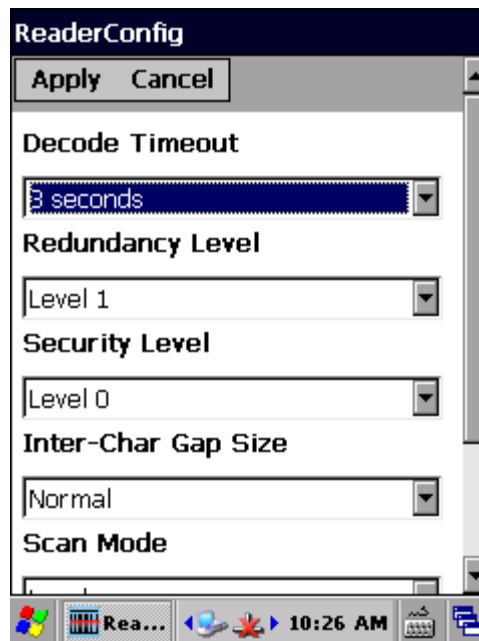 ReaderConfig
Apply Cancel
Decode Timeout
3 seconds
Redundancy Level
Level 1
Security Level
Level 0
Inter-Char Gap Size
Normal
Scan Mode
Rea... 10:26 AM